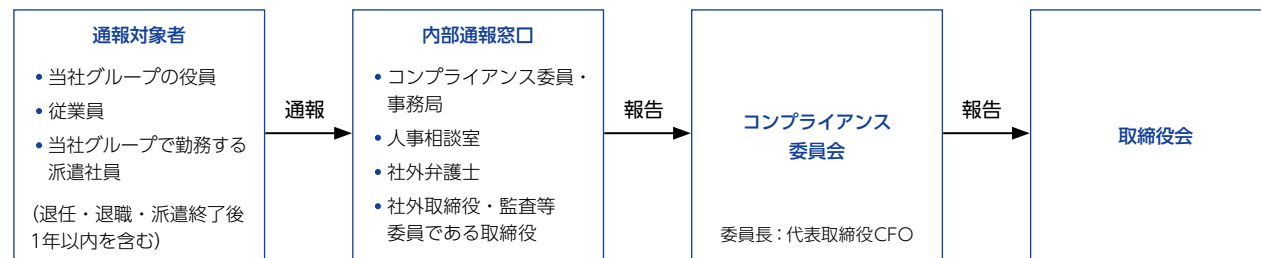 通報対象者
• 当社グループの役員
• 従業員
• 当社グループで勤務する
派遣社員
(退任・退職・派遣終了後
1年以内を含む)
通報
内部通報窓口
• コンプライアンス委員・
事務局
• 人事相談室
• 社外弁護士
• 社外取締役・監査等
委員である取締役
報告
コンプライアンス
委員会
委員長：代表取締役CFO
報告
取締役会